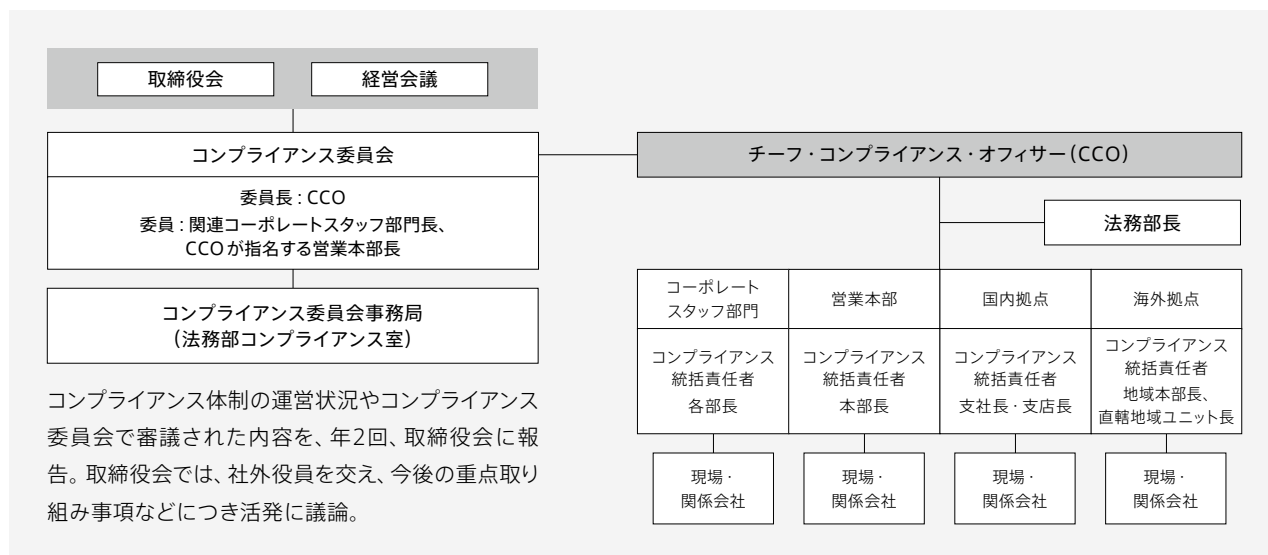 取締役会
経営会議
コンプライアンス委員会
委員長：CCO
委員：関連コーポレートスタッフ部門長、
CCOが指名する営業本部長
コンプライアンス委員会事務局
（法務部コンプライアンス室）
コンプライアンス体制の運営状況やコンプライアンス
委員会で審議された内容を、年2回、取締役会に報
告。取締役会では、社外役員を交え、今後の重点取り
組み事項などにつき活発に議論。
チーフ・コンプライアンス・オフィサー（CCO）
法務部長
コーポレート
スタッフ部門
コンプライアンス
統括責任者
各部長
現場・
関係会社
営業本部
コンプライアンス
統括責任者
本部長
現場・
関係会社
国内拠点
コンプライアンス
統括責任者
支社長・支店長
現場・
関係会社
海外拠点
コンプライアンス
統括責任者
地域本部長、
直轄地域ユニット長
現場・
関係会社